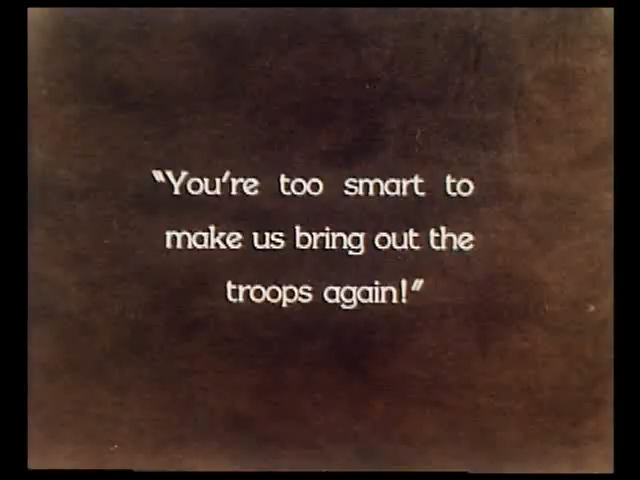 “You’re too smart to
make us bring out the
troops again!”